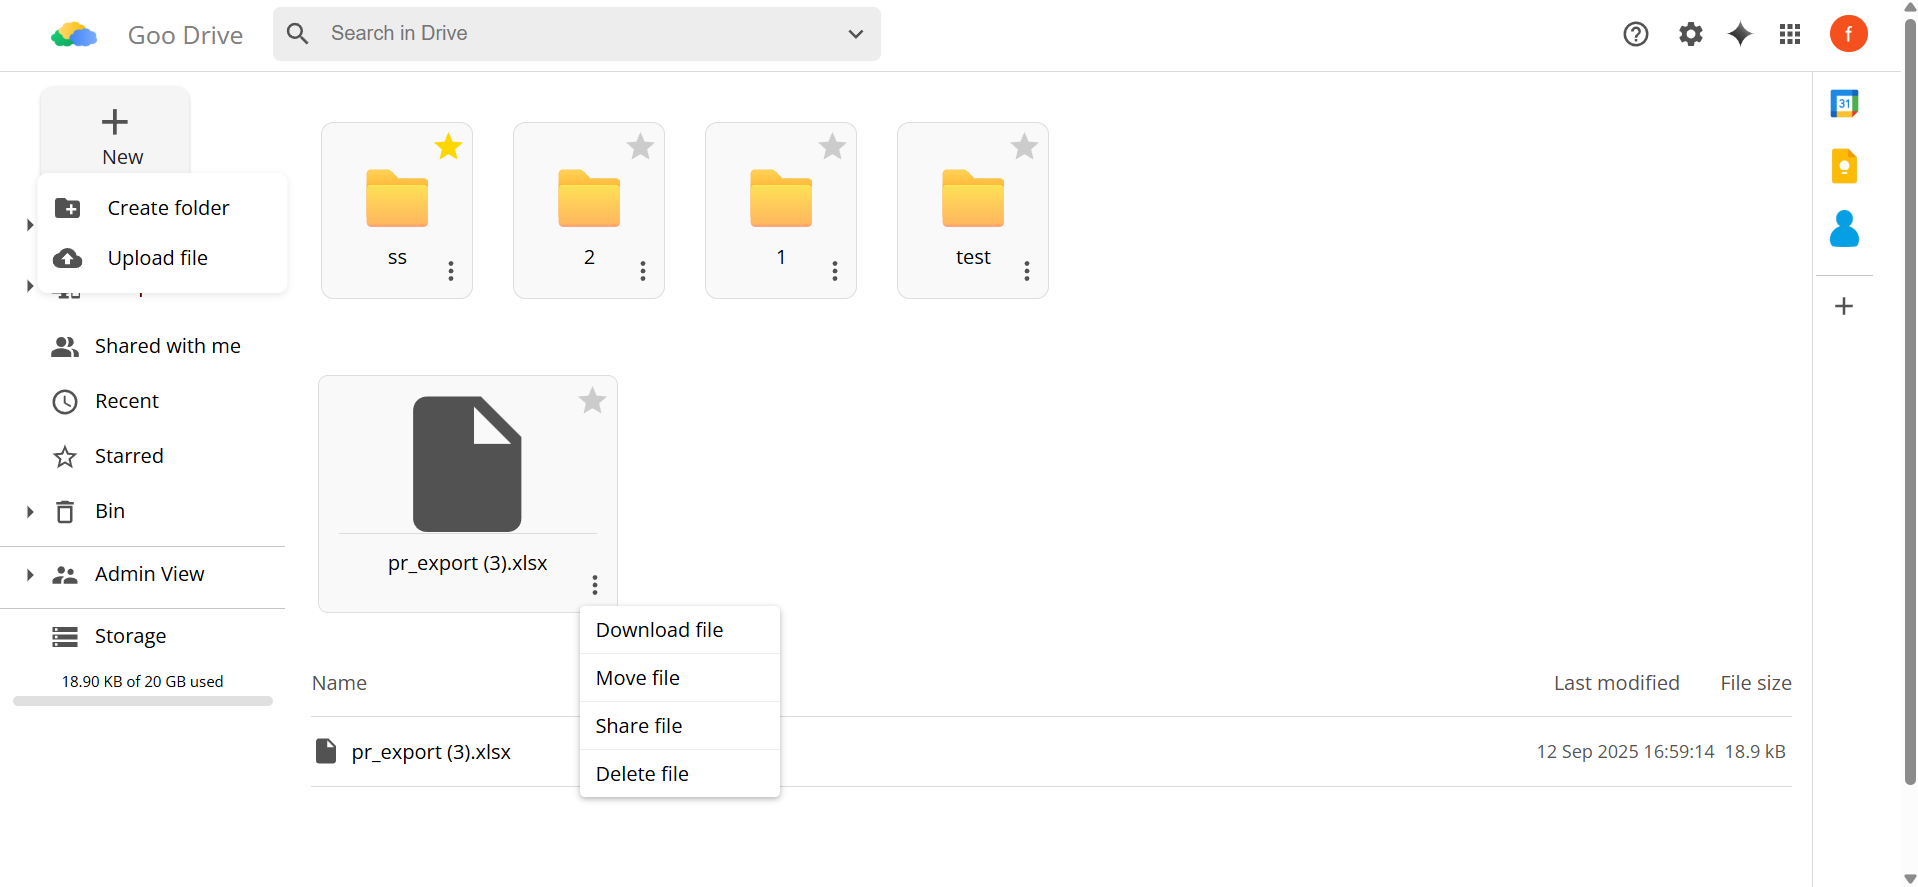 Goo Drive
Search in Drive
f
New
Create folder
Upload file
Shared with me
Recent
Starred
Bin
Admin View
Storage
18.90 KB of 20 GB used
ss
2
1
test
pr_export (3).xlsx
Download file
Move file
Share file
Delete file
Name
Last modified
File size
pr_export (3).xlsx
12 Sep 2025 16:59:14
18.9 kB
31